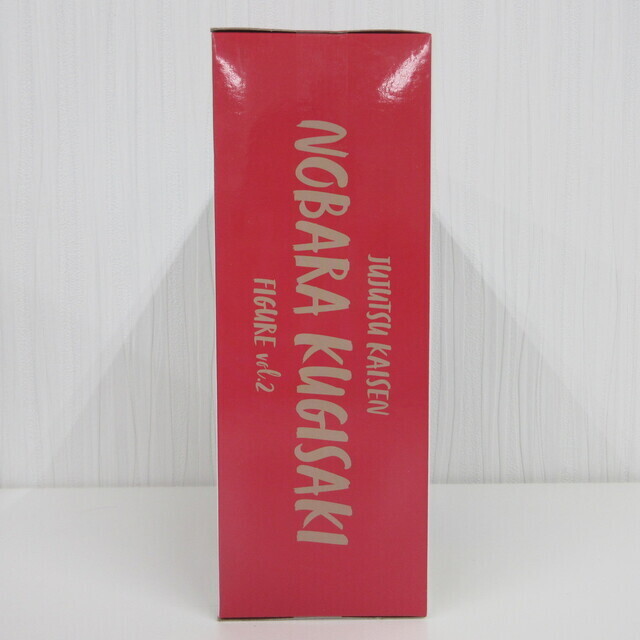 JUJUTSU KAISEN
NOBARA KUGISAKI
FIGURE vol.2